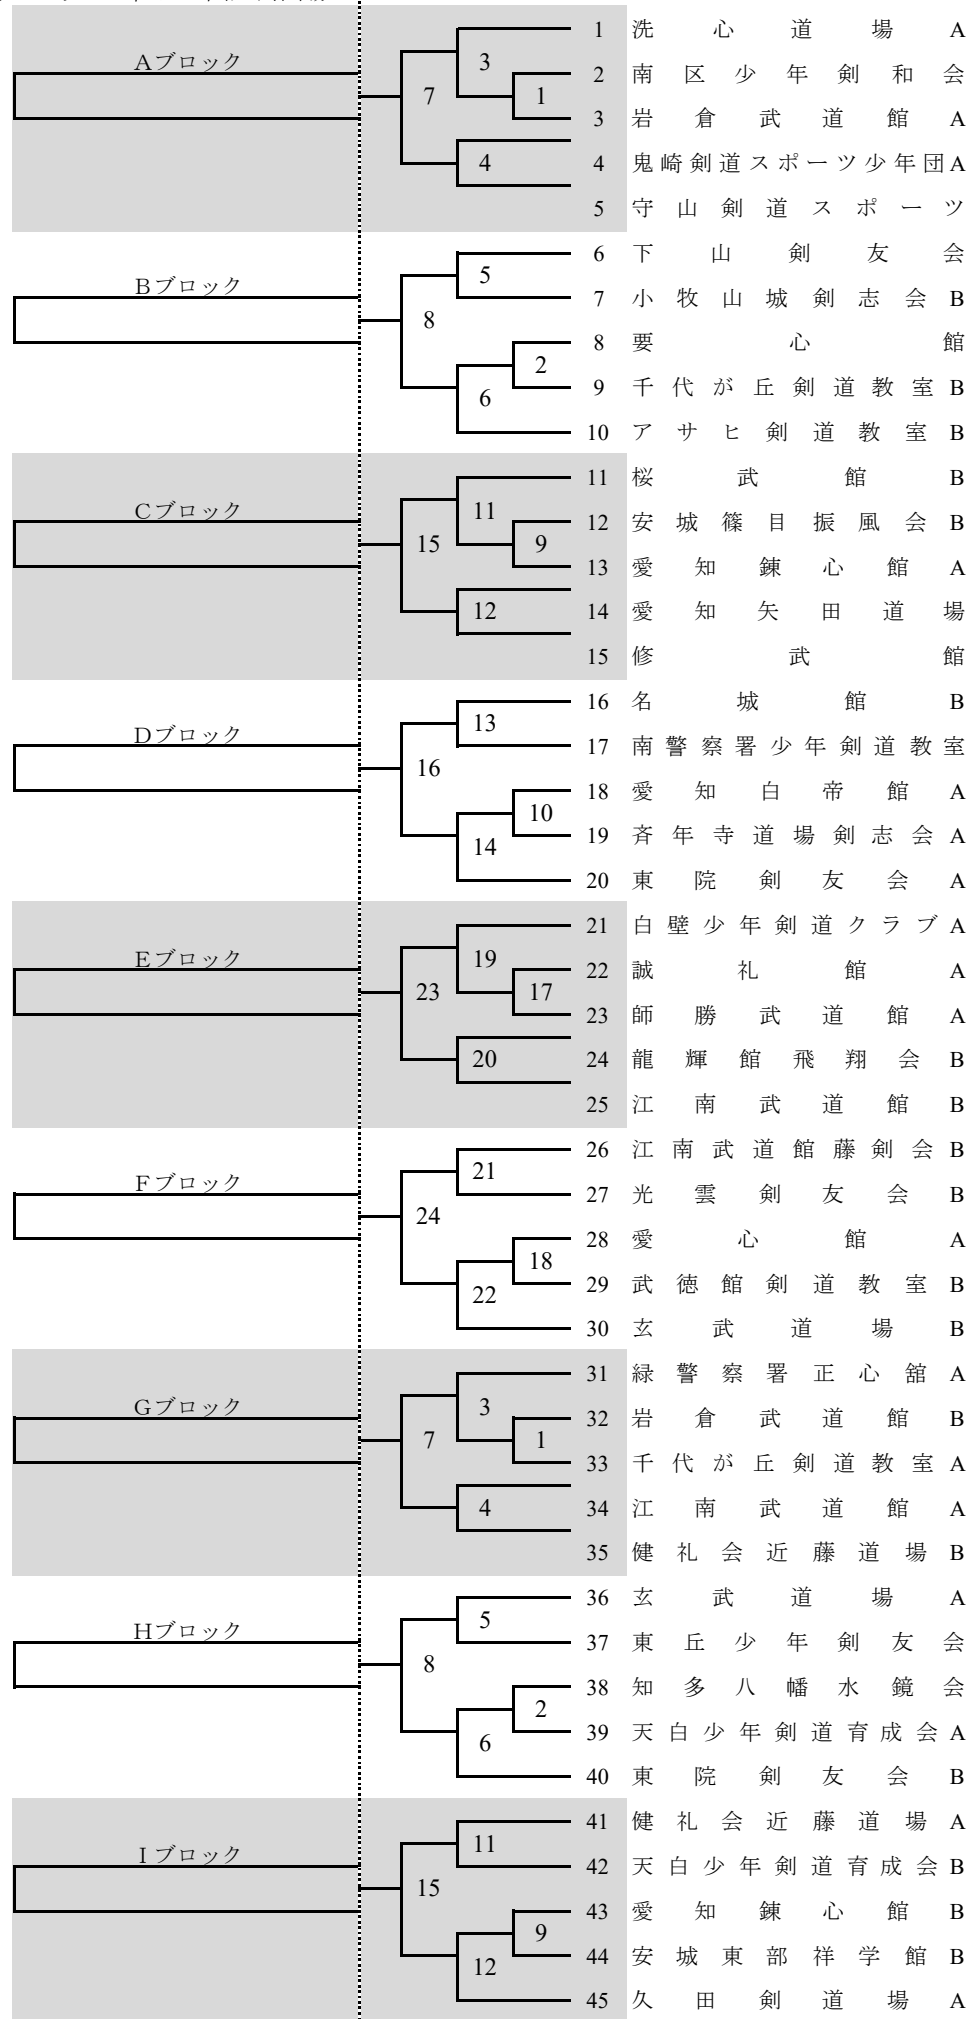 1 洗心道場A
Aブロック
3
2 南区少年剣和会
7
1
3 岩倉武道館A
4
4 鬼崎剣道スポーツ少年団A
5 守山剣道スポーツ
6 下山剣友会
Bブロック
5
7 小牧山城剣志会B
8
8 要心館
2
9 千代が丘剣道教室B
6
10 アサヒ剣道教室B
11 桜武館B
Cブロック
11
12 安城篠目振風会B
15
9
13 愛知錬心館A
12
14 愛知矢田道場
15 修武館
16 名城館B
Dブロック
13
17 南警察署少年剣道教室
16
18 愛知白帝館A
10
19 斉年寺道場剣志会A
14
20 東院剣友会A
21 白壁少年剣道クラブA
Eブロック
19
22 誠礼館A
23
17
23 師勝武道館A
20
24 龍輝館飛翔会B
25 江南武道館B
26 江南武道館藤剣会B
Fブロック
21
27 光雲剣友会B
24
28 愛心館A
18
29 武徳館剣道教室B
22
30 玄武道場B
31 緑警察署正心舘A
Gブロック
3
32 岩倉武道館B
7
1
33 千代が丘剣道教室A
4
34 江南武道館A
35 健礼会近藤道場B
36 玄武道場A
Hブロック
5
37 東丘少年剣友会
8
38 知多八幡水鏡会
2
39 天白少年剣道育成会A
6
40 東院剣友会B
41 健礼会近藤道場A
Iブロック
11
42 天白少年剣道育成会B
15
43 愛知錬心館B
9
44 安城東部祥学館B
12
45 久田剣道場A